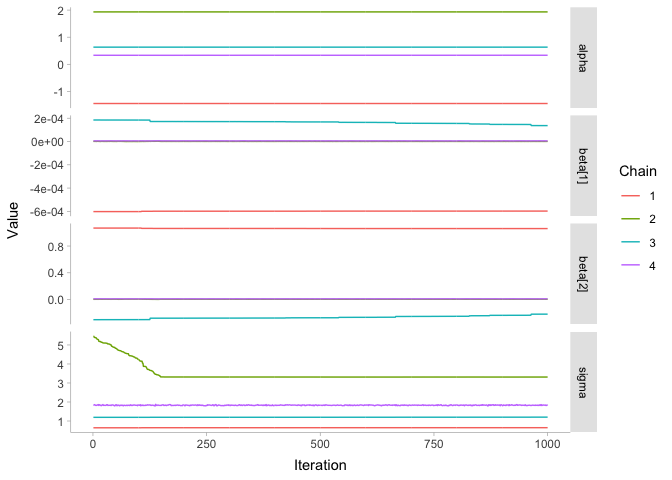 2
1
0
-1
alpha
2e-04
0e+00
-2e-04
-4e-04
-6e-04
beta[1]
0.8
0.4
0.0
beta[2]
5
4
3
2
1
sigma
Value
0
250
500
750
1000
Iteration
Chain
1
2
3
4